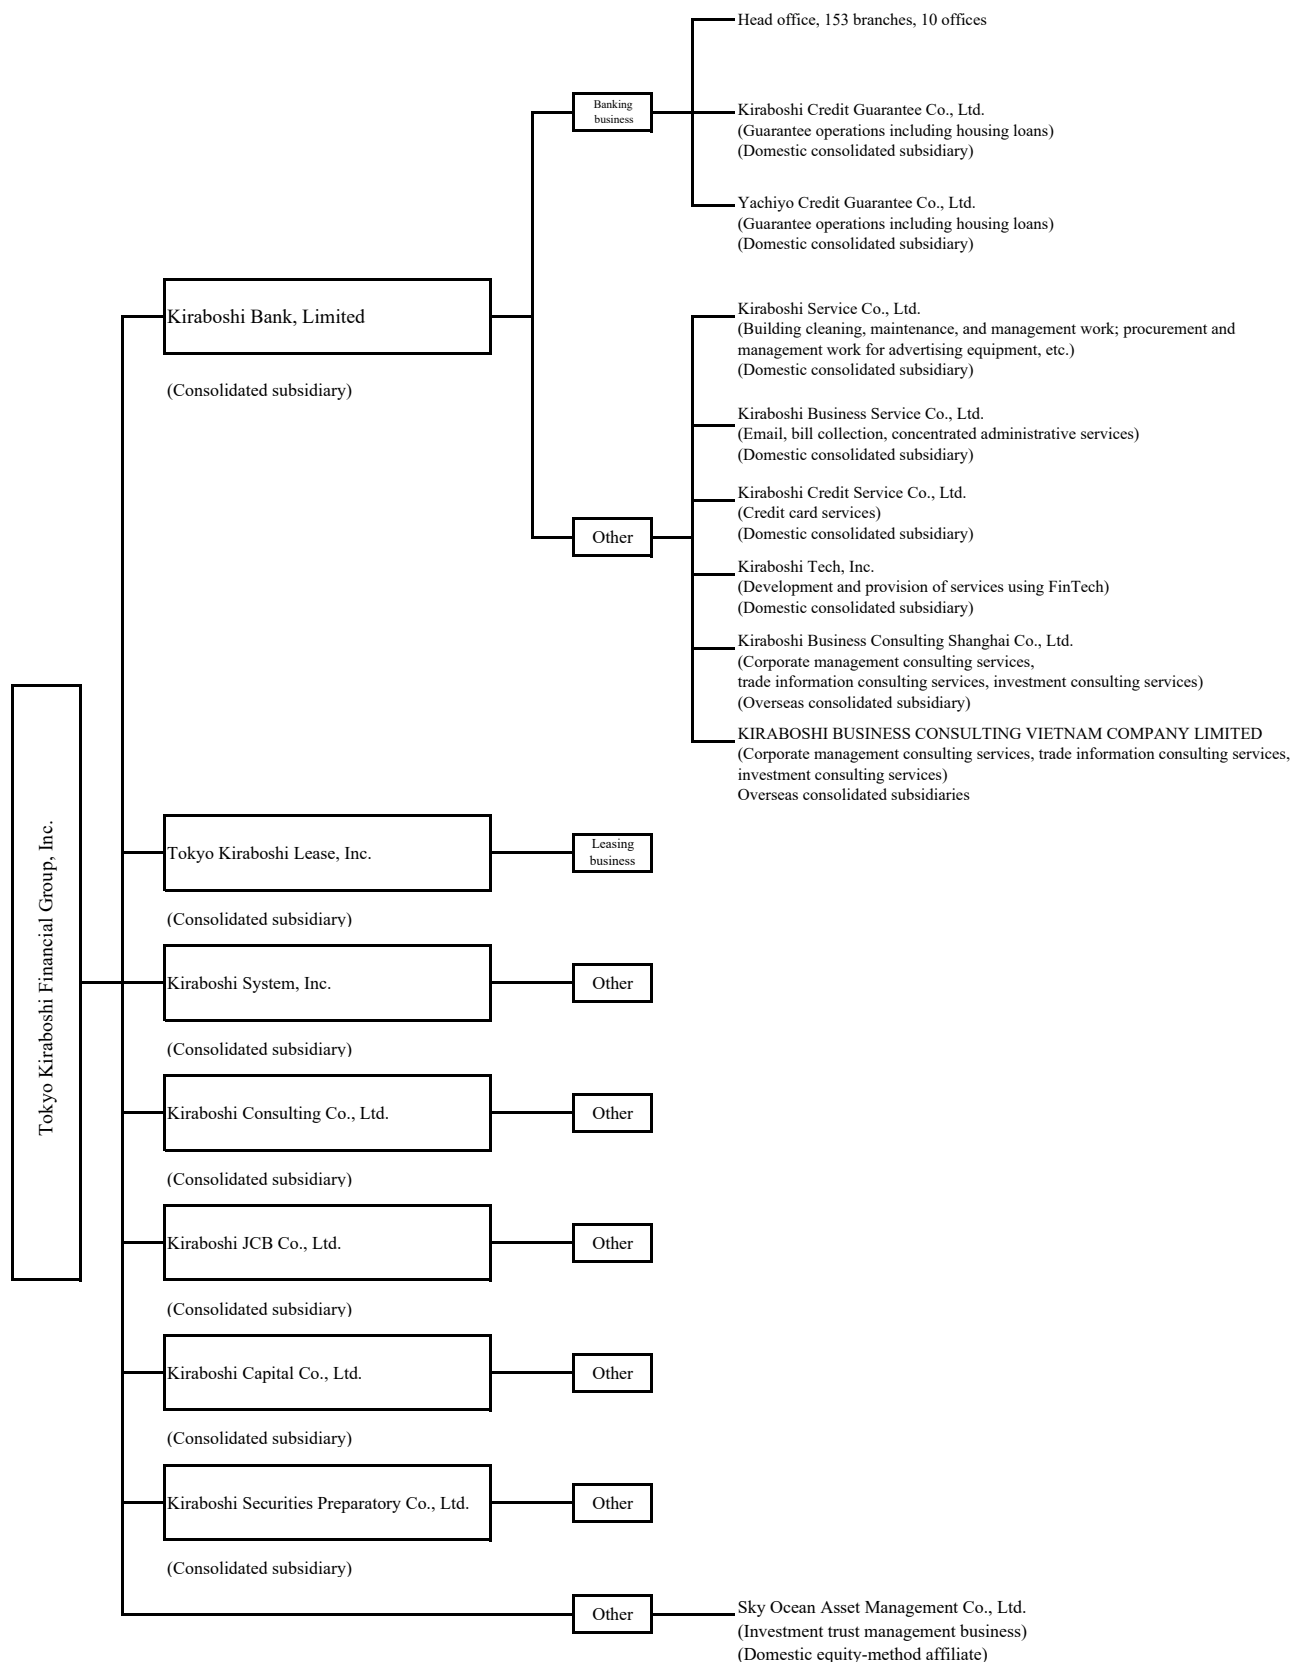 Head office, 153 branches, 10 offices
Banking
business
Kiraboshi Credit Guarantee Co., Ltd.
(Guarantee operations including housing loans)
(Domestic consolidated subsidiary)
Yachiyo Credit Guarantee Co., Ltd.
(Guarantee operations including housing loans)
(Domestic consolidated subsidiary)
Kiraboshi Bank, Limited
(Consolidated subsidiary)
Kiraboshi Service Co., Ltd.
(Building cleaning, maintenance, and management work; procurement and
management work for advertising equipment, etc.)
(Domestic consolidated subsidiary)
Kiraboshi Business Service Co., Ltd.
(Email, bill collection, concentrated administrative services)
(Domestic consolidated subsidiary)
Other
Kiraboshi Credit Service Co., Ltd.
(Credit card services)
(Domestic consolidated subsidiary)
Kiraboshi Tech, Inc.
(Development and provision of services using FinTech)
(Domestic consolidated subsidiary)
Kiraboshi Business Consulting Shanghai Co., Ltd.
(Corporate management consulting services,
trade information consulting services, investment consulting services)
(Overseas consolidated subsidiary)
KIRABOSHI BUSINESS CONSULTING VIETNAM COMPANY LIMITED
(Corporate management consulting services, trade information consulting services,
investment consulting services)
Overseas consolidated subsidiaries
Tokyo Kiraboshi Financial Group, Inc.
Tokyo Kiraboshi Lease, Inc.
Leasing
business
(Consolidated subsidiary)
Kiraboshi System, Inc.
Other
(Consolidated subsidiary)
Kiraboshi Consulting Co., Ltd.
Other
(Consolidated subsidiary)
Kiraboshi JCB Co., Ltd.
Other
(Consolidated subsidiary)
Kiraboshi Capital Co., Ltd.
Other
(Consolidated subsidiary)
Kiraboshi Securities Preparatory Co., Ltd.
Other
(Consolidated subsidiary)
Other
Sky Ocean Asset Management Co., Ltd.
(Investment trust management business)
(Domestic equity-method affiliate)